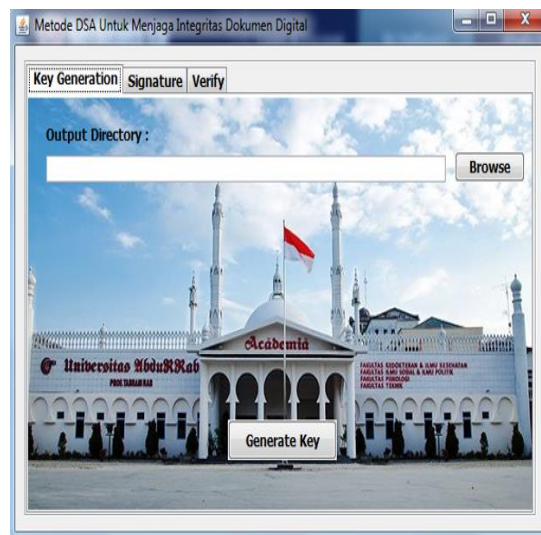 Metode DSA Untuk Menjaga Integritas Dokumen Digital
Key Generation Signature Verify
Output Directory :
Browse
Academia
Universitas AbduRRab
PROF. TABRANI RAB
FAKULTAS KEDOKTERAN & ILMU KESEHATAN
FAKULTAS ILMU SOSIAL & ILMU POLITIK
FAKULTAS PSIKOLOGI
FAKULTAS TEKNIK
Generate Key